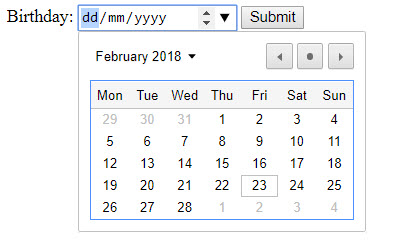 Birthday: dd/mm/yyyy Submit
February 2018
Mon Tue Wed Thu Fri Sat Sun
29 30 31 1 2 3 4
5 6 7 8 9 10 11
12 13 14 15 16 17 18
19 20 21 22 23 24 25
26 27 28 1 2 3 4